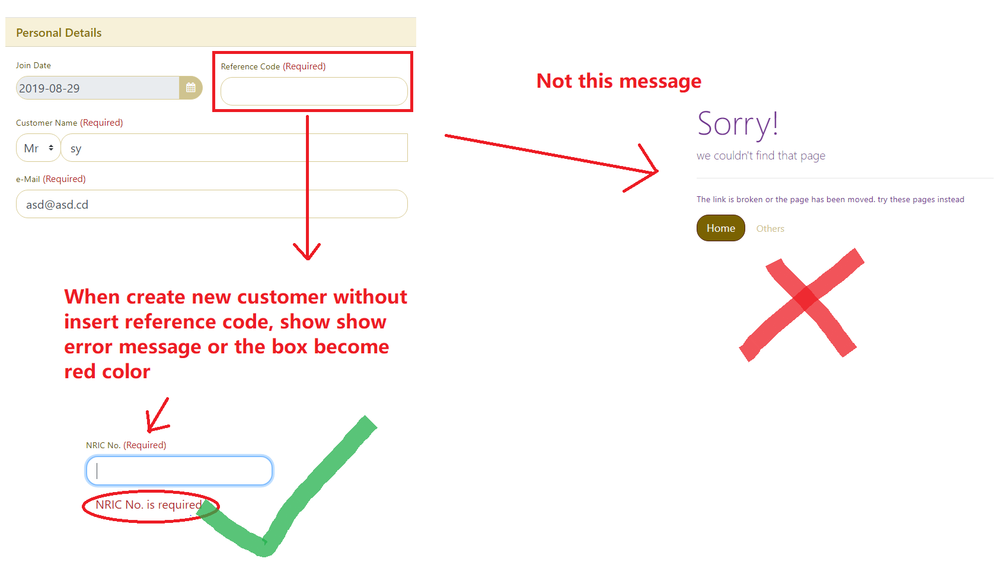 Personal Details
Join Date
2019-08-29
Reference Code (Required)
Customer Name (Required)
Mr sy
e-Mail (Required)
asd@asd.cd
When create new customer without
insert reference code, show show
error message or the box become
red color
NRIC No. (Required)
NRIC No. is required
Not this message
Sorry!
we couldn't find that page
The link is broken or the page has been moved. try these pages instead
Home Others